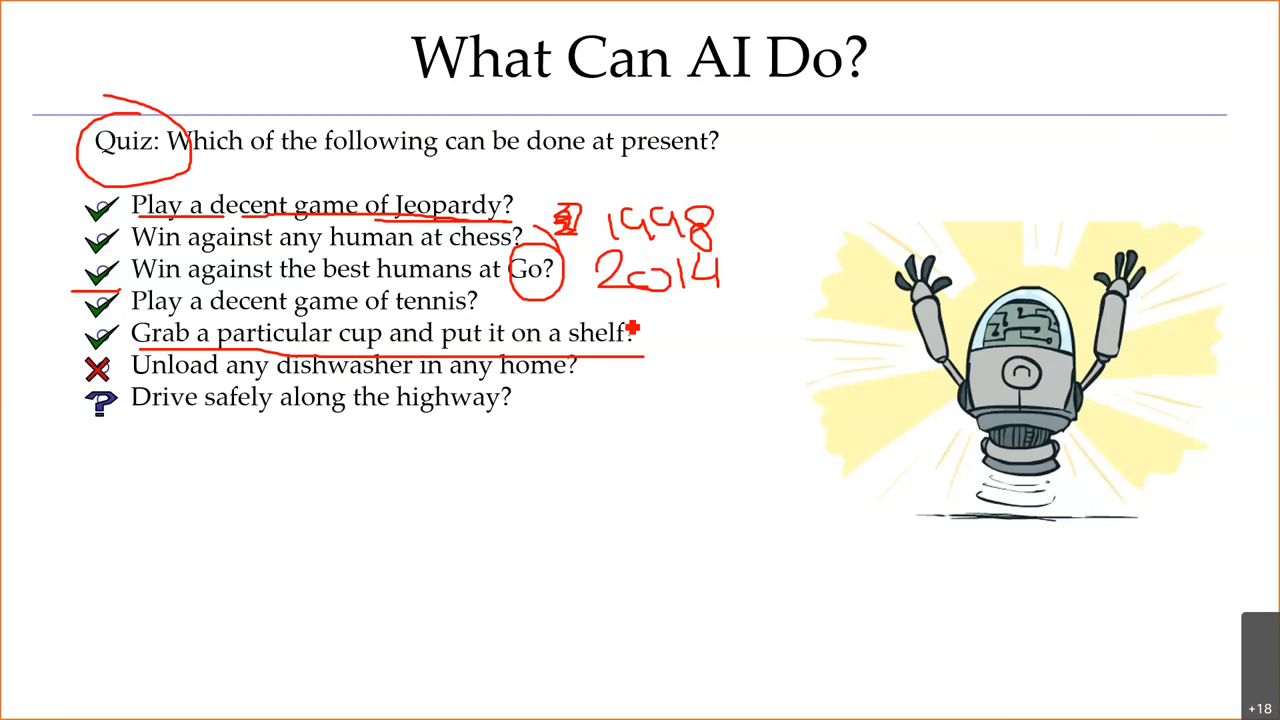 What Can AI Do?
Quiz: Which of the following can be done at present?
Play a decent game of Jeopardy?
1998
Win against any human at chess?
Win against the best humans at Go?
2014
Play a decent game of tennis?
Grab a particular cup and put it on a shelf?
Unload any dishwasher in any home?
? Drive safely along the highway?
+18